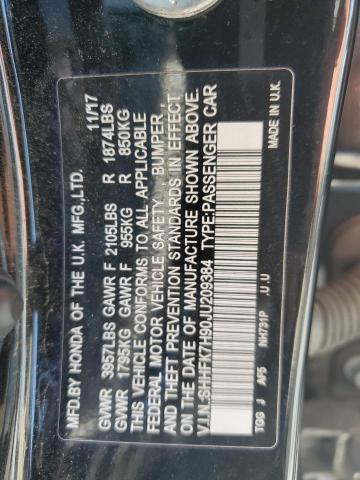 MFD.BY HONDA OF THE U.K. MFG.,LTD. 11/17
GVWR 3957LBS GAWR F 2105LBS R 1874LBS
GVWR 1795KG GAWR F 955KG R 850KG
THIS VEHICLE CONFORMS TO ALL APPLICABLE
FEDERAL MOTOR VEHICLE SAFETY , BUMPER ,
AND THEFT PREVENTION STANDARDS IN EFFECT
ON THE DATE OF MANUFACTURE SHOWN ABOVE.
V.I.N.:SHHFK7H90JU209384 TYPE:PASSENGER CAR
TGG J AF5 NH731P .U .U MADE IN U.K.